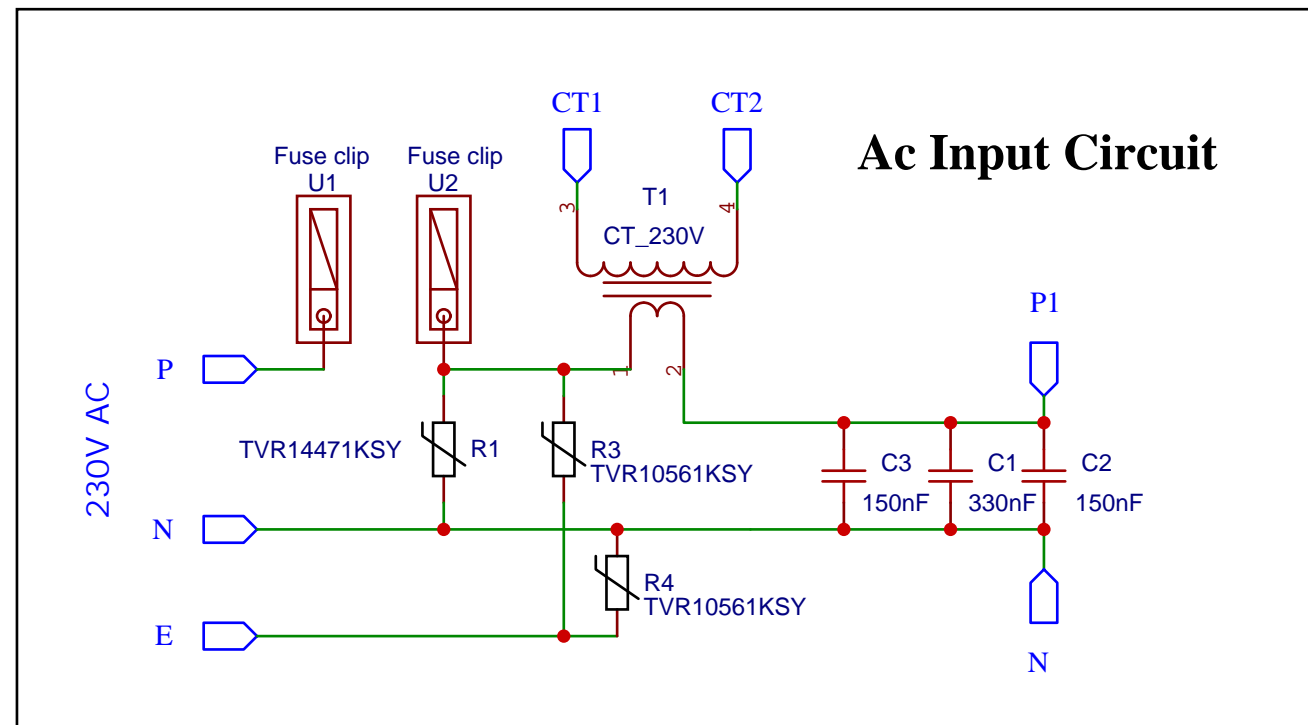 CT1
CT2
Ac Input Circuit
Fuse clip
U1
Fuse clip
U2
T1
CT_230V
3
4
1
2
P1
P
230V AC
TVR14471KSY
R1
R3
TVR10561KSY
C3
150nF
C1
330nF
C2
150nF
N
R4
TVR10561KSY
E
N